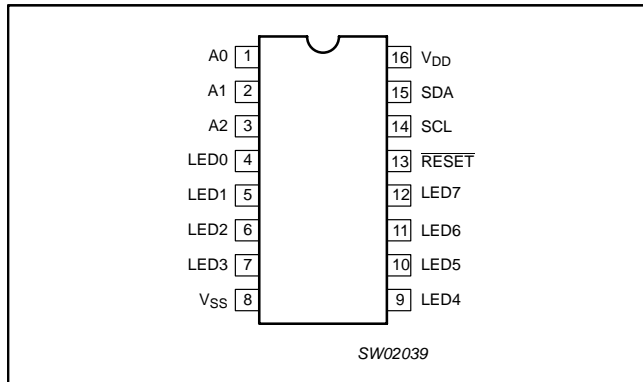 A0 1 16 VDD
A1 2 15 SDA
A2 3 14 SCL
LED0 4 13 RESET
LED1 5 12 LED7
LED2 6 11 LED6
LED3 7 10 LED5
VSS 8 9 LED4
SW02039